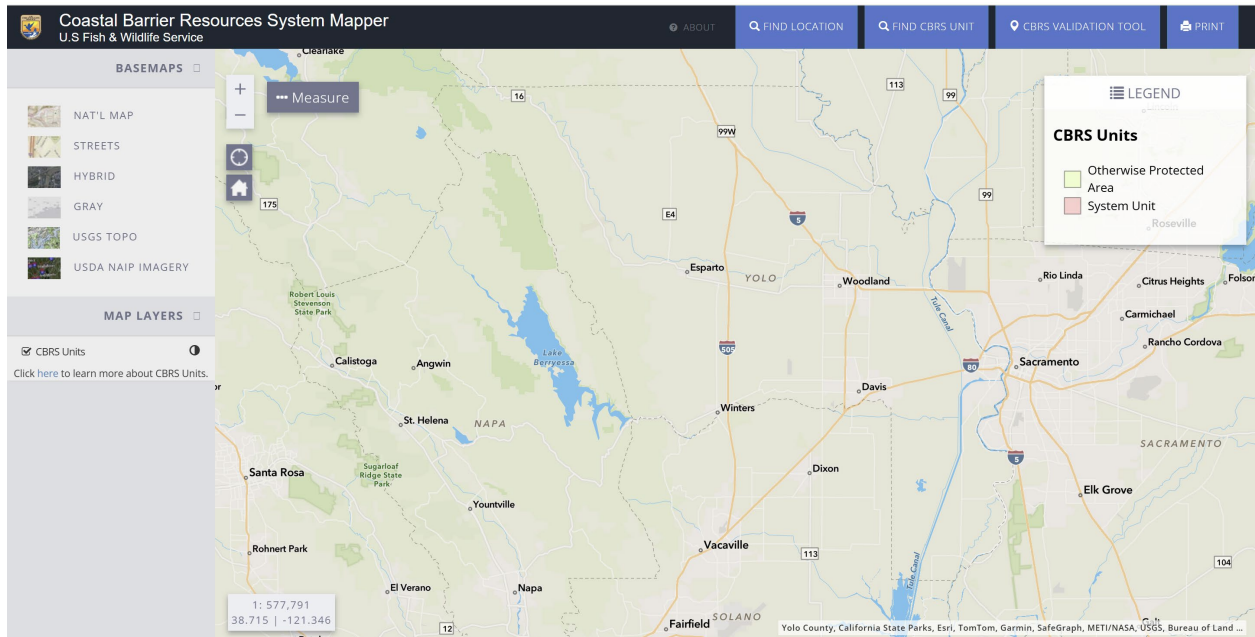 Coastal Barrier Resources System Mapper
U.S Fish & Wildlife Service
ABOUT
FIND LOCATION
FIND CBRS UNIT
CBRS VALIDATION TOOL
PRINT
BASEMAPS
NAT'L MAP
STREETS
HYBRID
GRAY
USGS TOPO
USDA NAIP IMAGERY
MAP LAYERS
CBRS Units
Click here to learn more about CBRS Units.
+
−
Measure
LEGEND
CBRS Units
Otherwise Protected
Area
System Unit
Clearlake
16
113
99
99W
175
E4
5
99
Roseville
Esparto
YOLO
Woodland
Rio Linda
Citrus Heights
Folsor
Robert Louis
Stevenson
State Park
Tule Canal
Carmichael
Rancho Cordova
Lake
Berryessa
505
80
Sacramento
Calistoga
Angwin
Davis
Winters
St. Helena
NAPA
SACRAMENTO
5
Santa Rosa
Sugarloaf
Ridge State
Park
Dixon
Elk Grove
Yountville
Rohnert Park
Vacaville
113
104
Tule Canal
El Verano
Napa
12
Fairfield
SOLANO
Galt
1: 577,791
38.715 | -121.346
Yolo County, California State Parks, Esri, TomTom, Garmin, SafeGraph, METI/NASA, USGS, Bureau of Land ...